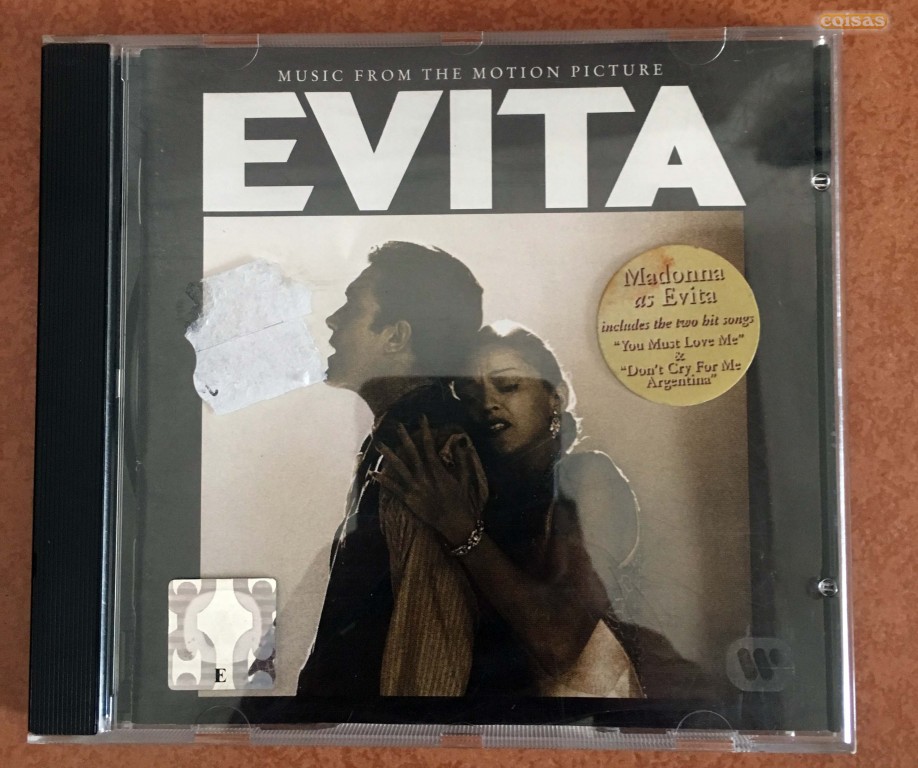 coisas
MUSIC FROM THE MOTION PICTURE
EVITA
Madonna
as Evita
includes the two hit songs
"You Must Love Me"
&
"Don't Cry For Me
Argentina"
E